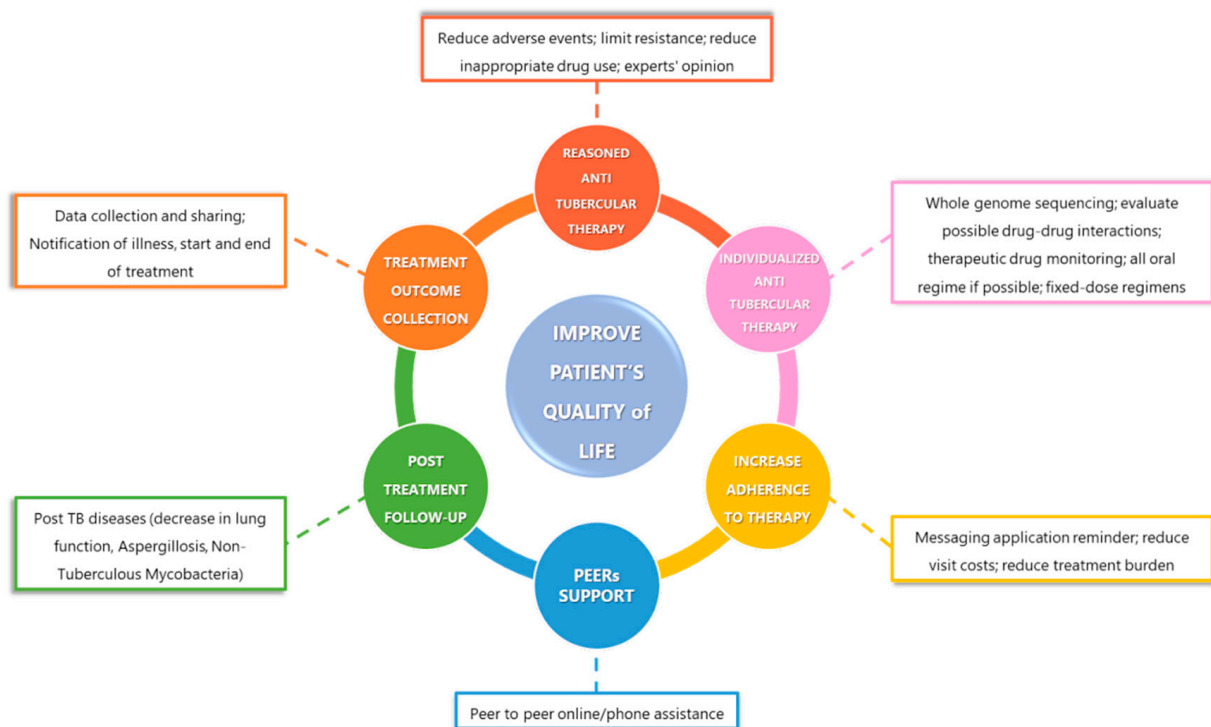 Reduce adverse events; limit resistance; reduce
inappropriate drug use; experts' opinion
REASONED
ANTI
TUBERCULAR
THERAPY
Data collection and sharing;
Notification of illness, start and end
of treatment
TREATMENT
OUTCOME
COLLECTION
INDIVIDUALIZED
ANTI
TUBERCULAR
THERAPY
Whole genome sequencing; evaluate
possible drug-drug interactions;
therapeutic drug monitoring; all oral
regime if possible; fixed-dose regimens
IMPROVE
PATIENT'S
QUALITY of
LIFE
Post TB diseases (decrease in lung
function, Aspergillosis, Non-
Tuberculous Mycobacteria)
POST
TREATMENT
FOLLOW-UP
INCREASE
ADHERENCE
TO THERAPY
Messaging application reminder; reduce
visit costs; reduce treatment burden
PEERs
SUPPORT
Peer to peer online/phone assistance